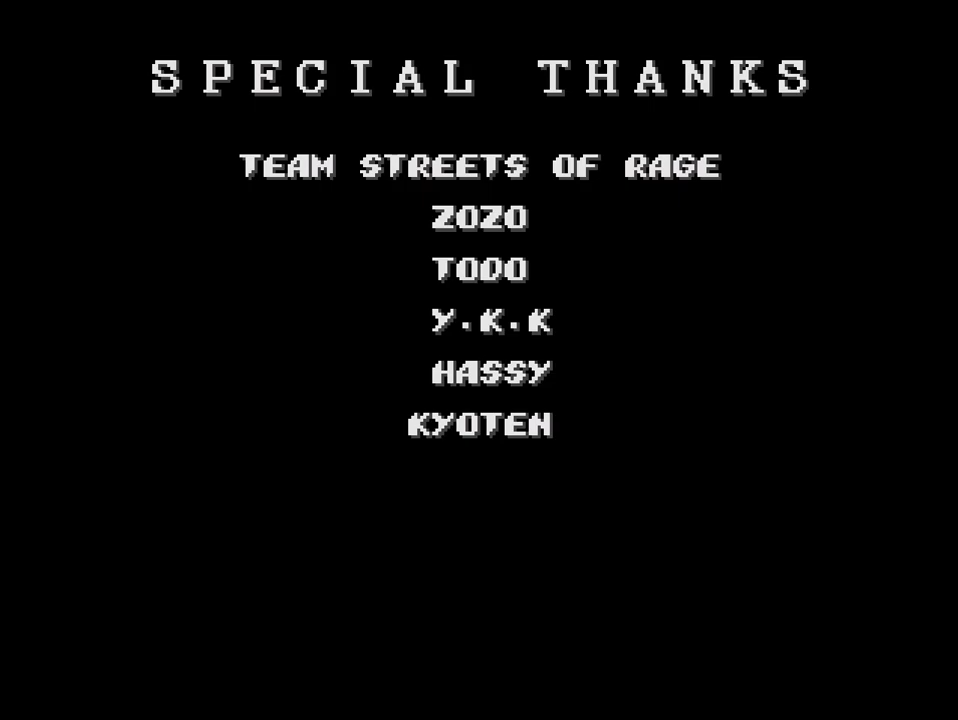 SPECIAL THANKS
TEAM STREETS OF RAGE
ZOZO
TODO
Y.K.K
HASSY
KYOTEN